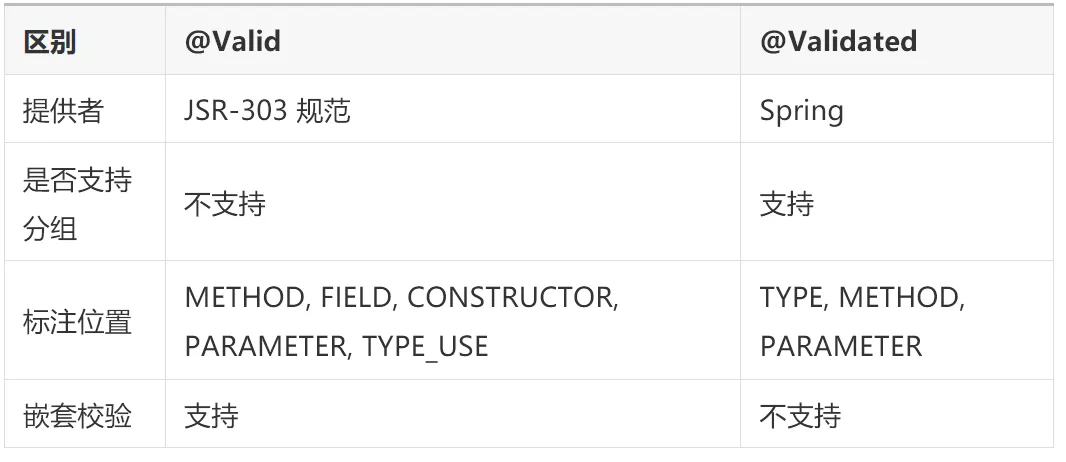 区别 @Valid @Validated
提供者 JSR-303 规范 Spring
是否支持
分组
不支持 支持
标注位置
METHOD, FIELD, CONSTRUCTOR,
PARAMETER, TYPE_USE
TYPE, METHOD,
PARAMETER
嵌套校验 支持 不支持